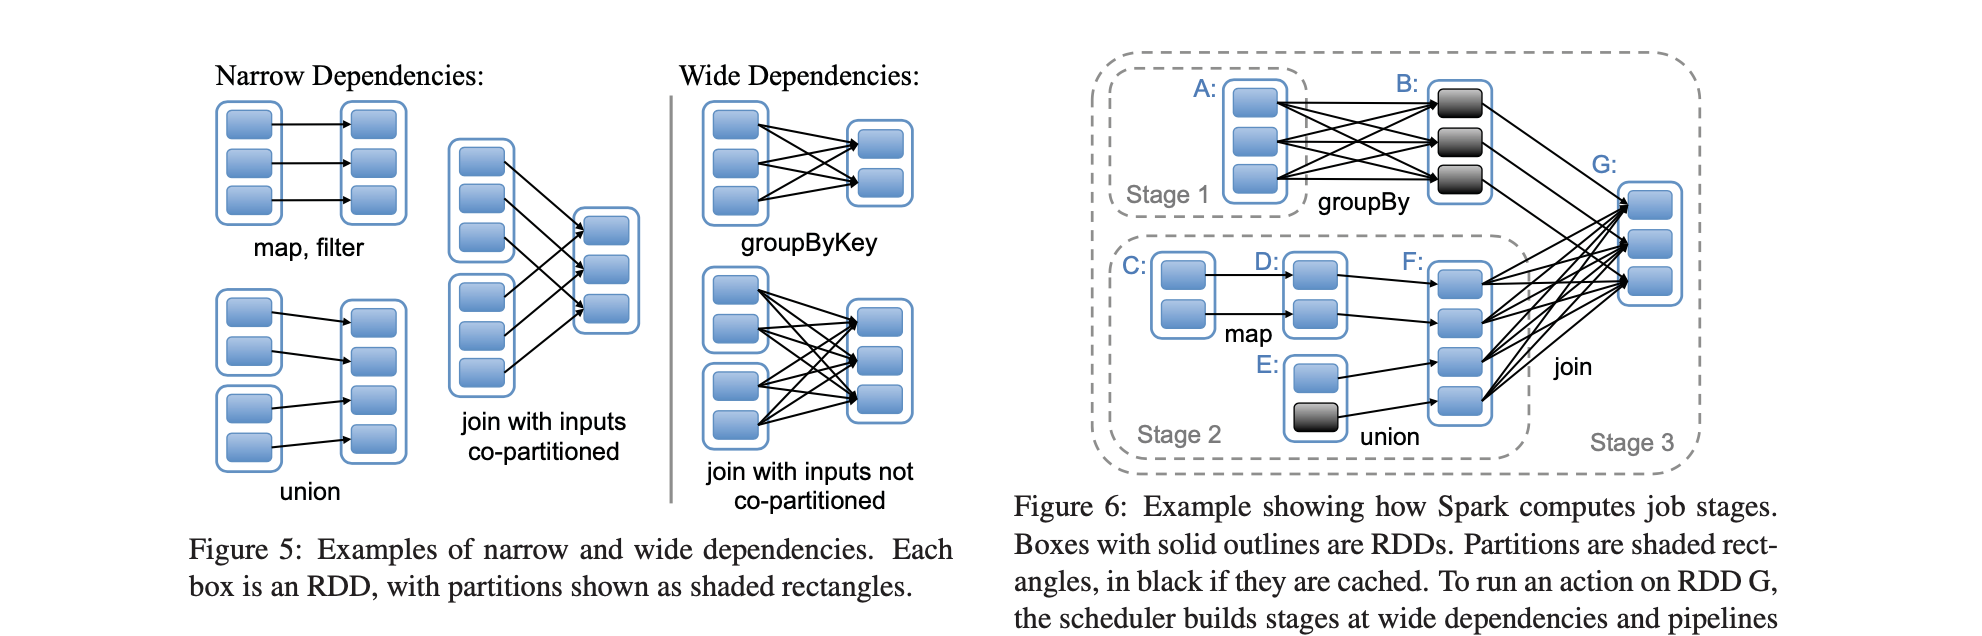 Narrow Dependencies:
map, filter
union
join with inputs
co-partitioned
Wide Dependencies:
groupByKey
join with inputs not
co-partitioned
Figure 5: Examples of narrow and wide dependencies. Each
box is an RDD, with partitions shown as shaded rectangles.
A:
B:
G:
Stage 1
groupBy
C:
D:
F:
map
E:
join
Stage 2
union
Stage 3
Figure 6: Example showing how Spark computes job stages.
Boxes with solid outlines are RDDs. Partitions are shaded rect-
angles, in black if they are cached. To run an action on RDD G,
the scheduler builds stages at wide dependencies and pipelines